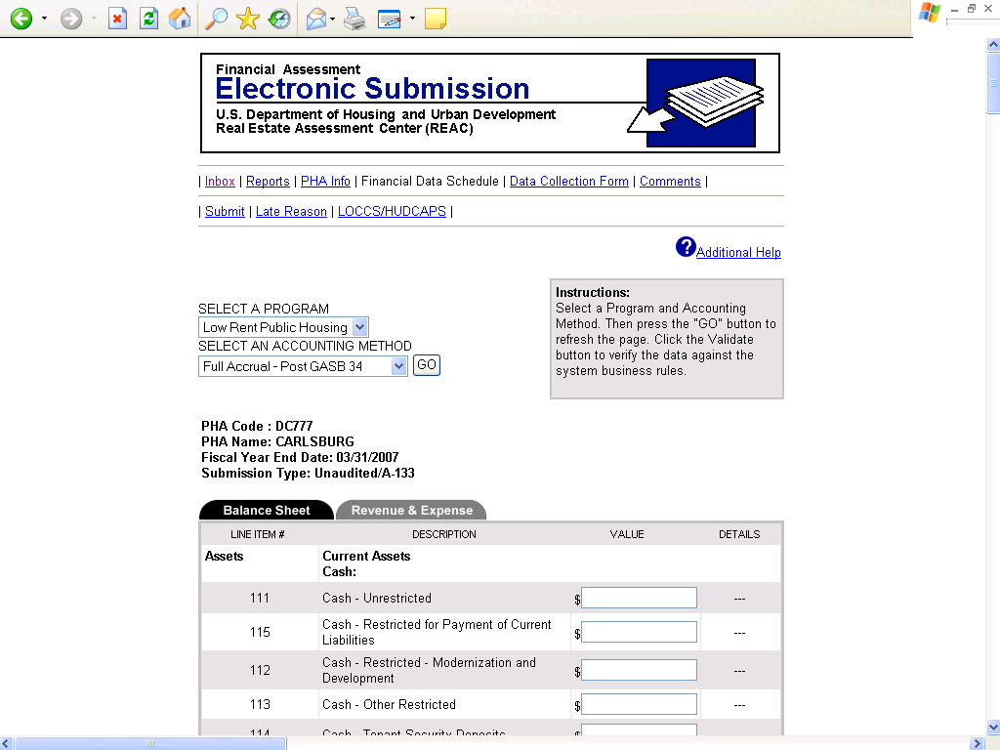 Financial Assessment
Electronic Submission
U.S. Department of Housing and Urban Development
Real Estate Assessment Center (REAC)
| Inbox | Reports | PHA Info | Financial Data Schedule | Data Collection Form | Comments |
| Submit | Late Reason | LOCCS/HUDCAPS |
? Additional Help
SELECT A PROGRAM
Low Rent Public Housing
SELECT AN ACCOUNTING METHOD
Full Accrual - Post GASB 34 GO
Instructions:
Select a Program and Accounting
Method. Then press the "GO" button to
refresh the page. Click the Validate
button to verify the data against the
system business rules.
PHA Code : DC777
PHA Name: CARLSBURG
Fiscal Year End Date: 03/31/2007
Submission Type: Unaudited/A-133
Balance Sheet Revenue & Expense
LINE ITEM # DESCRIPTION VALUE DETAILS
Assets Current Assets
Cash:
111 Cash - Unrestricted $ ---
115 Cash - Restricted for Payment of Current
Liabilities $ ---
112 Cash - Restricted - Modernization and
Development $ ---
113 Cash - Other Restricted $ ---
114 Cash - Tenant Security Deposits $